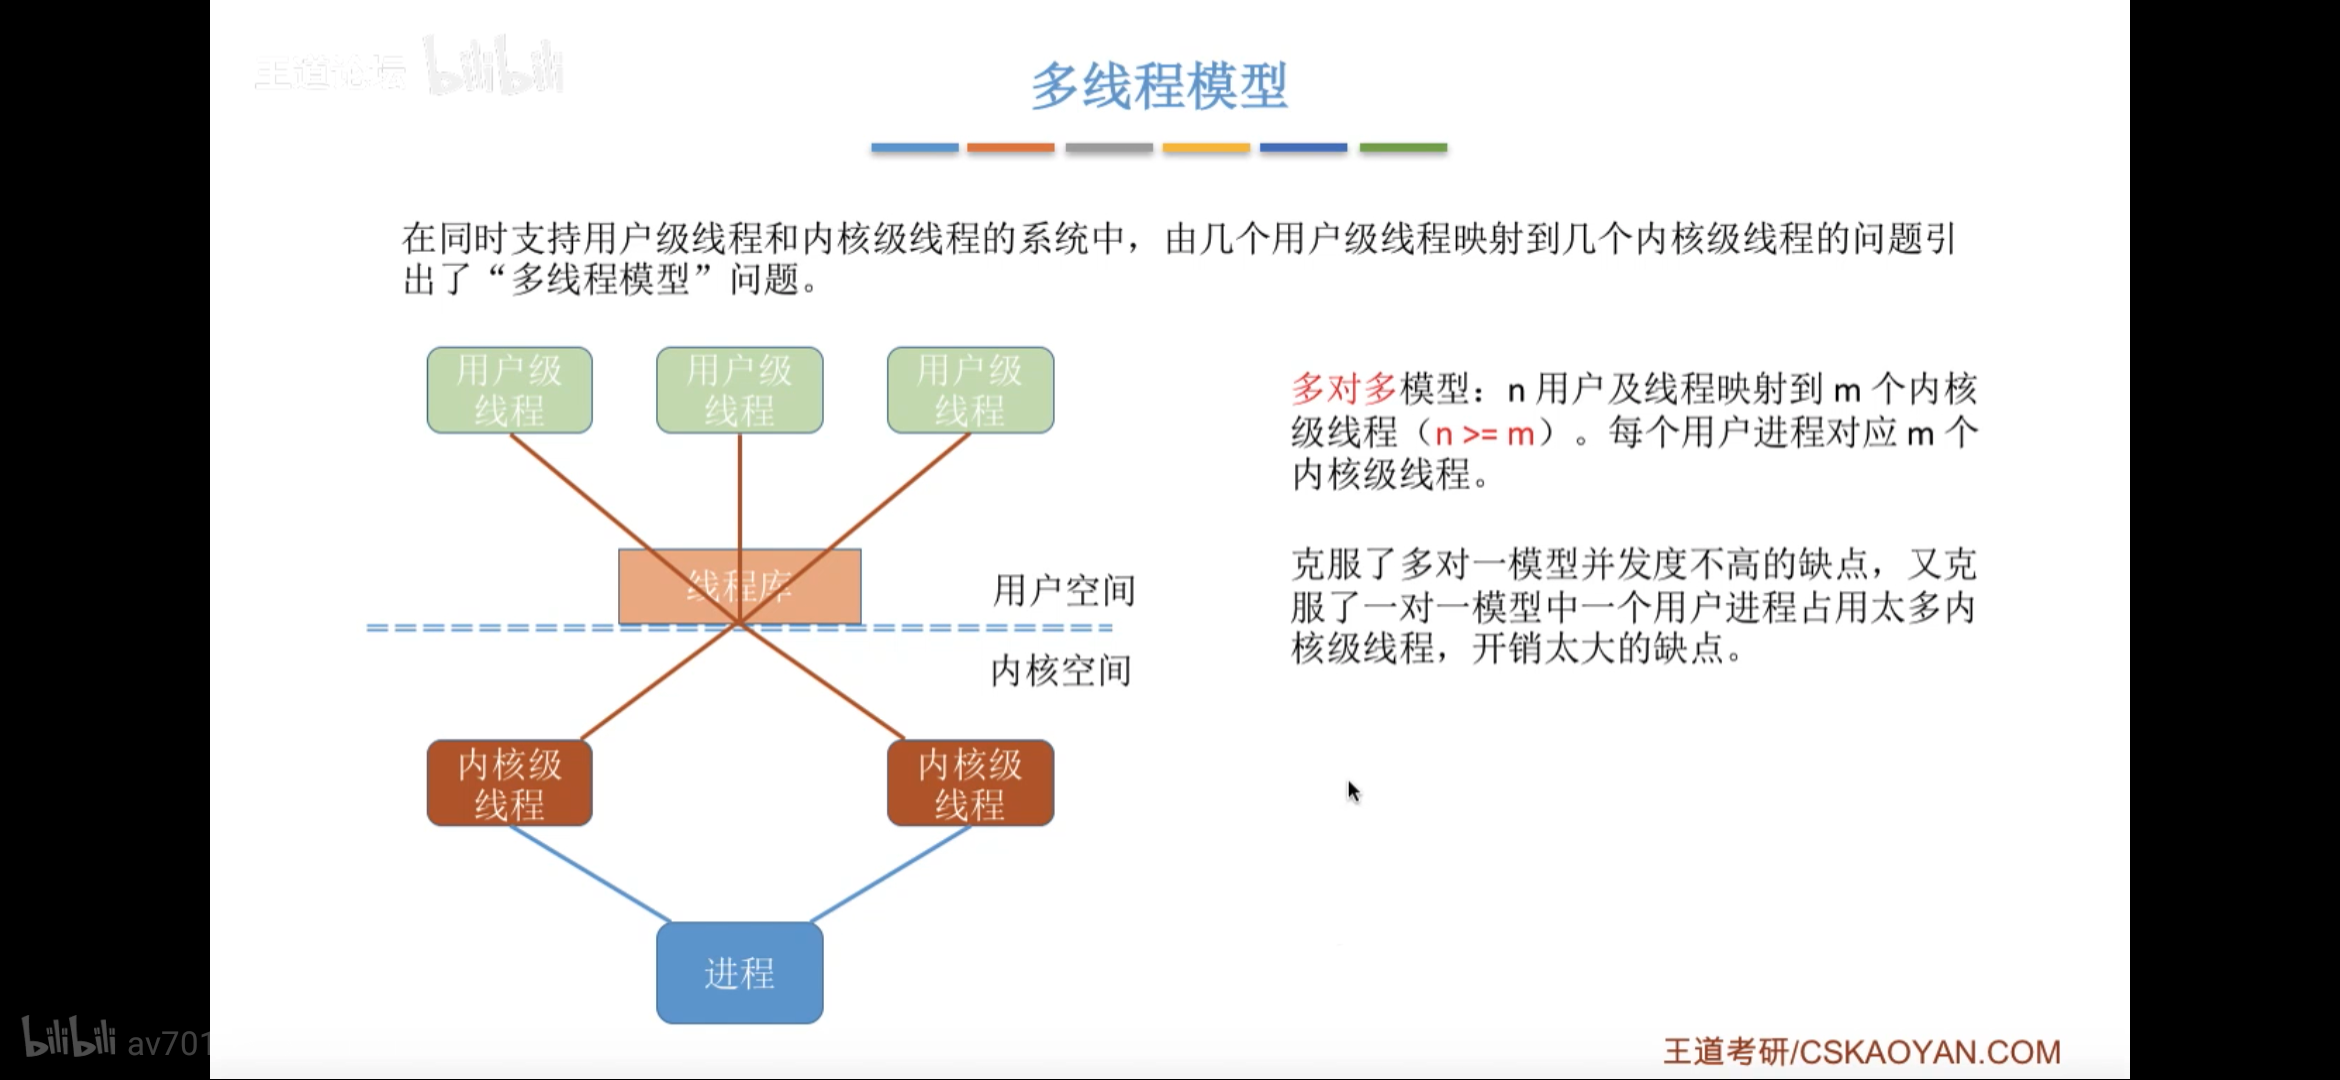 王道论坛 bilibili
多线程模型
在同时支持用户级线程和内核级线程的系统中，由几个用户级线程映射到几个内核级线程的问题引
出了“多线程模型”问题。
用户级
线程
用户级
线程
用户级
线程
线程库
用户空间
内核空间
内核级
线程
内核级
线程
进程
多对多模型：n 用户及线程映射到 m 个内核
级线程（n >= m）。每个用户进程对应 m 个
内核级线程。
克服了多对一模型并发度不高的缺点，又克
服了一对一模型中一个用户进程占用太多内
核级线程，开销太大的缺点。
bilibili av701
王道考研/CSKAOYAN.COM